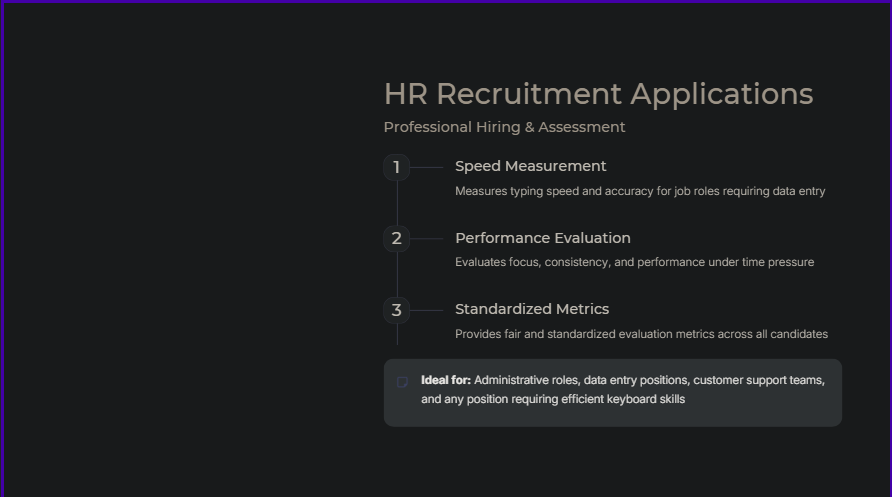 HR Recruitment Applications
Professional Hiring & Assessment
1
Speed Measurement
Measures typing speed and accuracy for job roles requiring data entry
2
Performance Evaluation
Evaluates focus, consistency, and performance under time pressure
3
Standardized Metrics
Provides fair and standardized evaluation metrics across all candidates
Ideal for: Administrative roles, data entry positions, customer support teams,
and any position requiring efficient keyboard skills